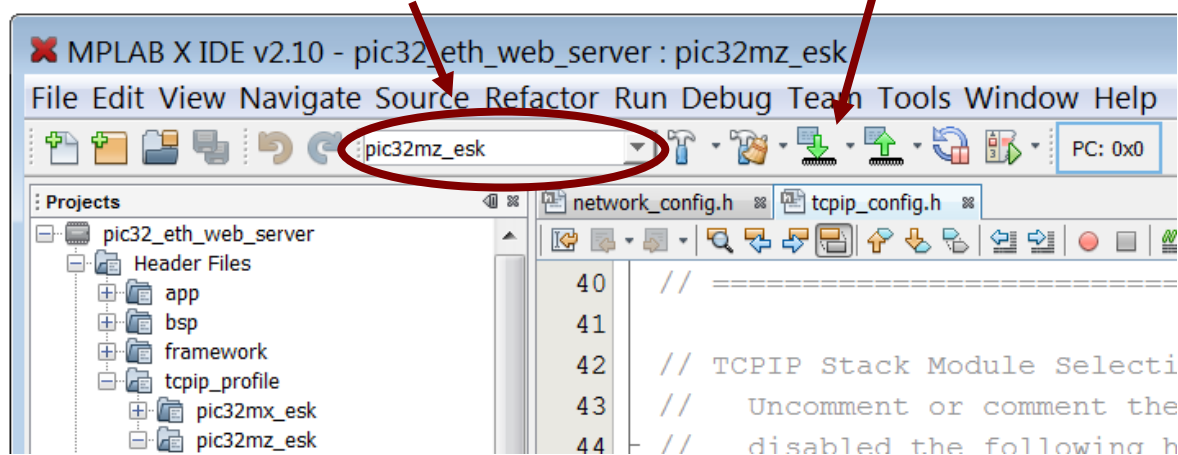 MPLAB X IDE v2.10 - pic32_eth_web_server : pic32mz_esk
File Edit View Navigate Source Refactor Run Debug Team Tools Window Help
pic32mz_esk PC: 0x0
Projects
pic32_eth_web_server
Header Files
app
bsp
framework
tcpip_profile
pic32mx_esk
pic32mz_esk
network_config.h tcpip_config.h
40 // ==========================
41
42 // TCPIP Stack Module Selecti
43 // Uncomment or comment the
44 // disabled the following h